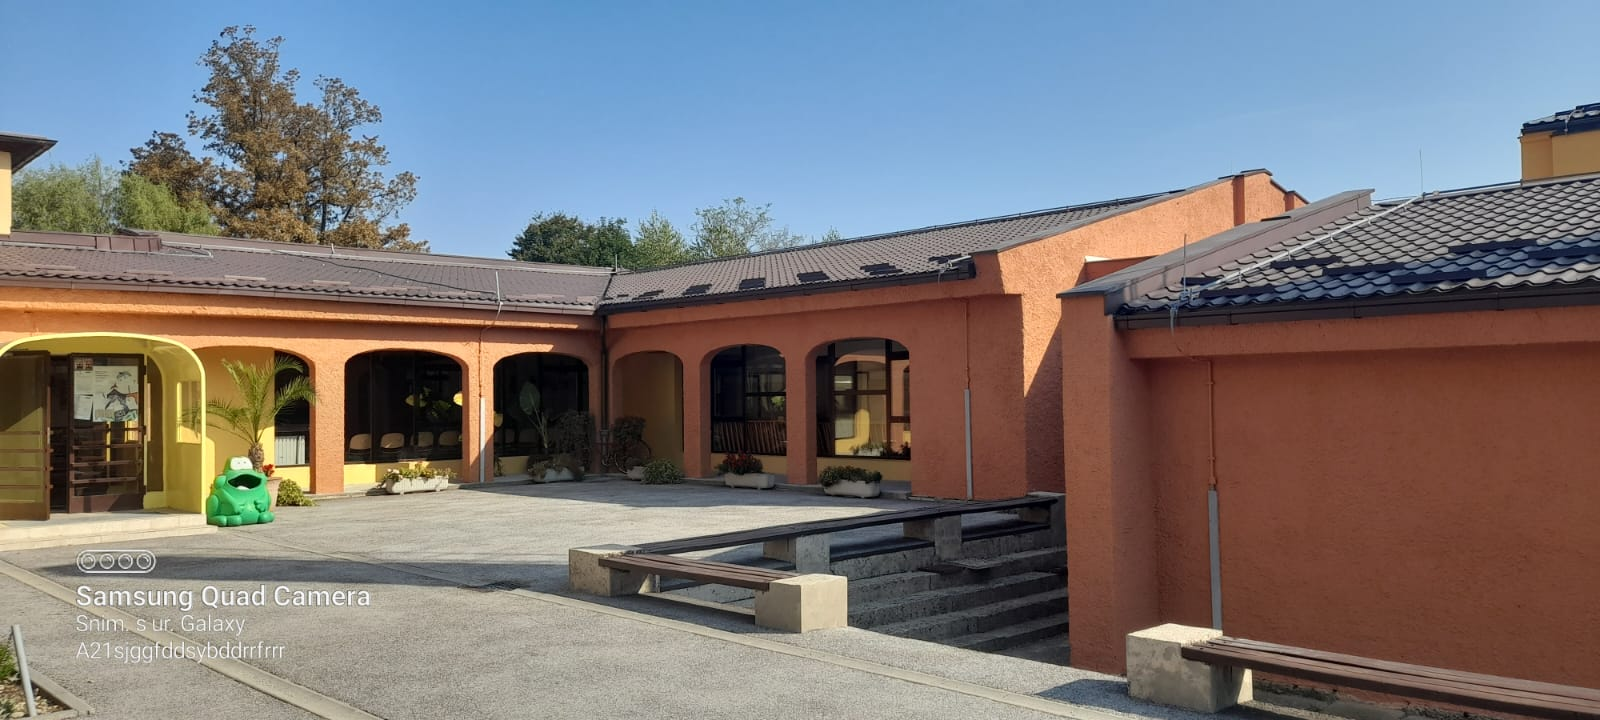 Samsung Quad Camera
Snim. s ur. Galaxy
A21sjggfddsybddrrfrrr